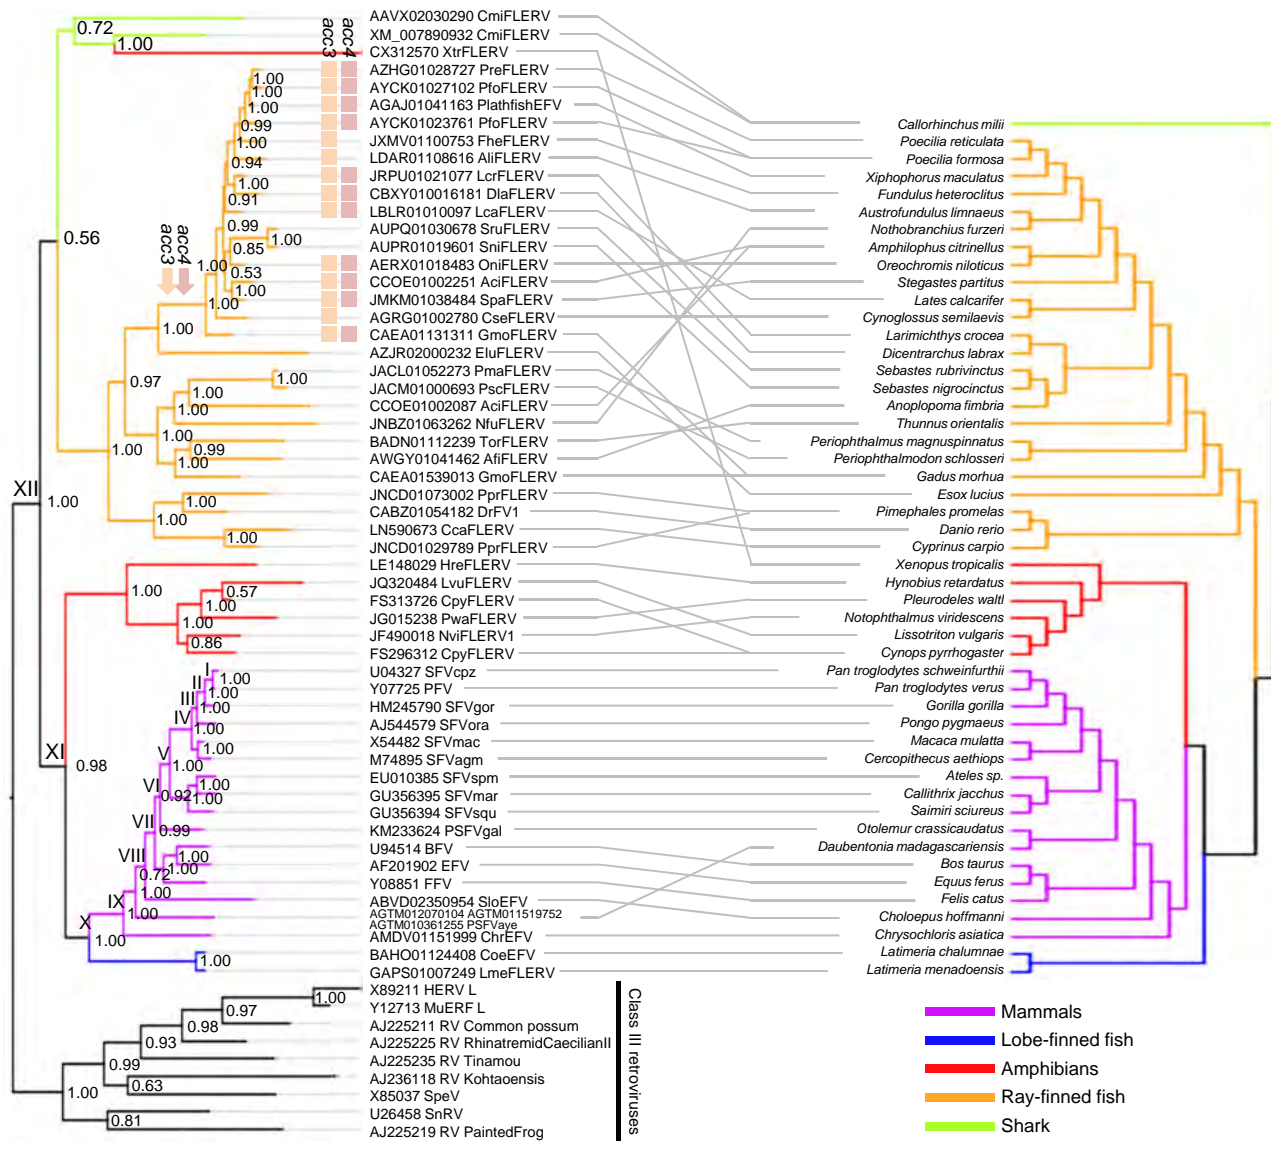 AAVX02030290 CmiFLERV
XM_007890932 CmiFLERV
CX312570 XtrFLERV
AZHG01028727 PreFLERV
AYCK01027102 PfoFLERV
AGAJ01041163 PlathfishEFV
AYCK01023761 PfoFLERV
JXMV01100753 FheFLERV
LDAR01108616 AliFLERV
JRPU01021077 LcrFLERV
CBXY010016181 DlaFLERV
LBLR01010097 LcaFLERV
AUPQ01030678 SruFLERV
AUPR01019601 SniFLERV
AERX01018483 OniFLERV
CCOE01002251 AciFLERV
JMKM01038484 SpaFLERV
AGRG01002780 CseFLERV
CAEA01131311 GmoFLERV
AZJR02000232 EluFLERV
JACL01052273 PmaFLERV
JACM01000693 PscFLERV
CCOE01002087 AciFLERV
JNBZ01063262 NfuFLERV
BADN01112239 TorFLERV
AWGY01041462 AfiFLERV
CAEA01539013 GmoFLERV
JNCD01073002 PprFLERV
CABZ01054182 DrFV1
LN590673 CcaFLERV
JNCD01029789 PprFLERV
LE148029 HreFLERV
JQ320484 LvuFLERV
FS313726 CpyFLERV
JG015238 PwaFLERV
JF490018 NviFLERV1
FS296312 CpyFLERV
U04327 SFVcpz
Y07725 PFV
HM245790 SFVgor
AJ544579 SFVora
X54482 SFVmac
M74895 SFVagm
EU010385 SFVspm
GU356395 SFVmar
GU356394 SFVsqu
KM233624 PSFVgal
U94514 BFV
AF201902 EFV
Y08851 FFV
ABVD02350954 SloEFV
AGTM012070104 AGTM011519752
AGTM010361255 PSFVaye
AMDV01151999 ChrEFV
BAHO01124408 CoeEFV
GAPS01007249 LmeFLERV
X89211 HERV L
Y12713 MuERF L
AJ225211 RV Common possum
AJ225225 RV RhinatremidCaecilianII
AJ225235 RV Tinamou
AJ236118 RV Kohtaoensis
X85037 SpeV
U26458 SnRV
AJ225219 RV PaintedFrog
Class III retroviruses
acc3
acc4
acc3
acc4
0.72
1.00
1.00
1.00
1.00
0.99
1.00
0.94
1.00
0.91
0.99
1.00
0.85
1.00
0.53
1.00
1.00
0.56
0.97
1.00
1.00
1.00
1.00
0.99
1.00
1.00
1.00
1.00
1.00
XII
1.00
1.00
0.57
1.00
1.00
0.86
XI
0.98
I
1.00
II
1.00
III
1.00
IV
1.00
1.00
V
1.00
VI
1.00
0.92
1.00
VII
0.99
1.00
VIII
1.00
0.72
1.00
IX
1.00
X
1.00
1.00
1.00
0.97
0.98
0.93
0.99
0.63
1.00
0.81
Callorhinchus milii
Poecilia reticulata
Poecilia formosa
Xiphophorus maculatus
Fundulus heteroclitus
Austrofundulus limnaeus
Nothobranchius furzeri
Amphilophus citrinellus
Oreochromis niloticus
Stegastes partitus
Lates calcarifer
Cynoglossus semilaevis
Larimichthys crocea
Dicentrarchus labrax
Sebastes rubrivinctus
Sebastes nigrocinctus
Anoplopoma fimbria
Thunnus orientalis
Periophthalmus magnuspinnatus
Periophthalmodon schlosseri
Gadus morhua
Esox lucius
Pimephales promelas
Danio rerio
Cyprinus carpio
Xenopus tropicalis
Hynobius retardatus
Pleurodeles waltl
Notophthalmus viridescens
Lissotriton vulgaris
Cynops pyrrhogaster
Pan troglodytes schweinfurthii
Pan troglodytes verus
Gorilla gorilla
Pongo pygmaeus
Macaca mulatta
Cercopithecus aethiops
Ateles sp.
Callithrix jacchus
Saimiri sciureus
Otolemur crassicaudatus
Daubentonia madagascariensis
Bos taurus
Equus ferus
Felis catus
Choloepus hoffmanni
Chrysochloris asiatica
Latimeria chalumnae
Latimeria menadoensis
Mammals
Lobe-finned fish
Amphibians
Ray-finned fish
Shark